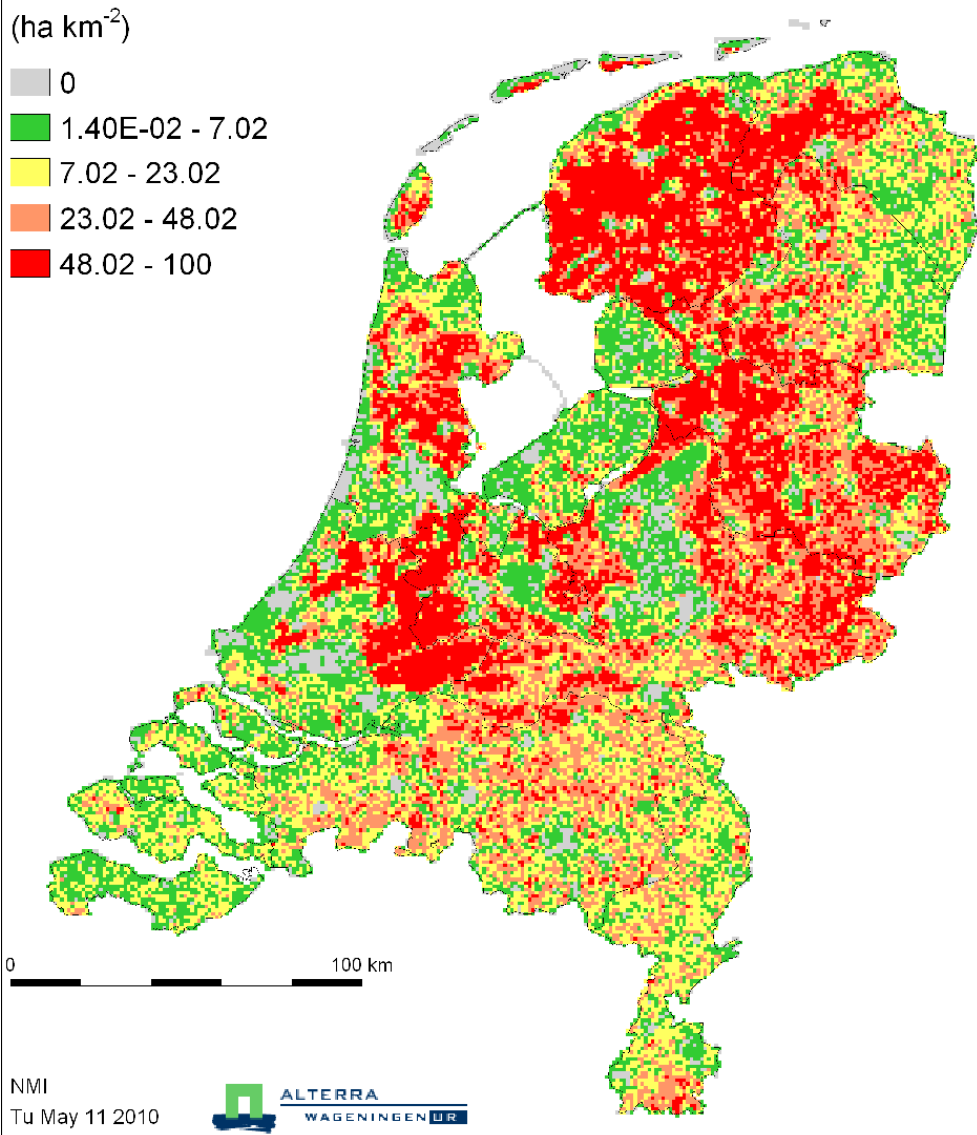 (ha km-2)
0
1.40E-02 - 7.02
7.02 - 23.02
23.02 - 48.02
48.02 - 100
0 100 km
NMI
Tu May 11 2010
ALTERRA
WAGENINGEN UR